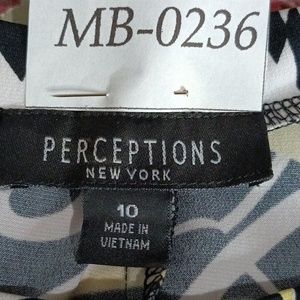 MB-0236
PERCEPTIONS
NEW YORK
10
MADE IN
VIETNAM